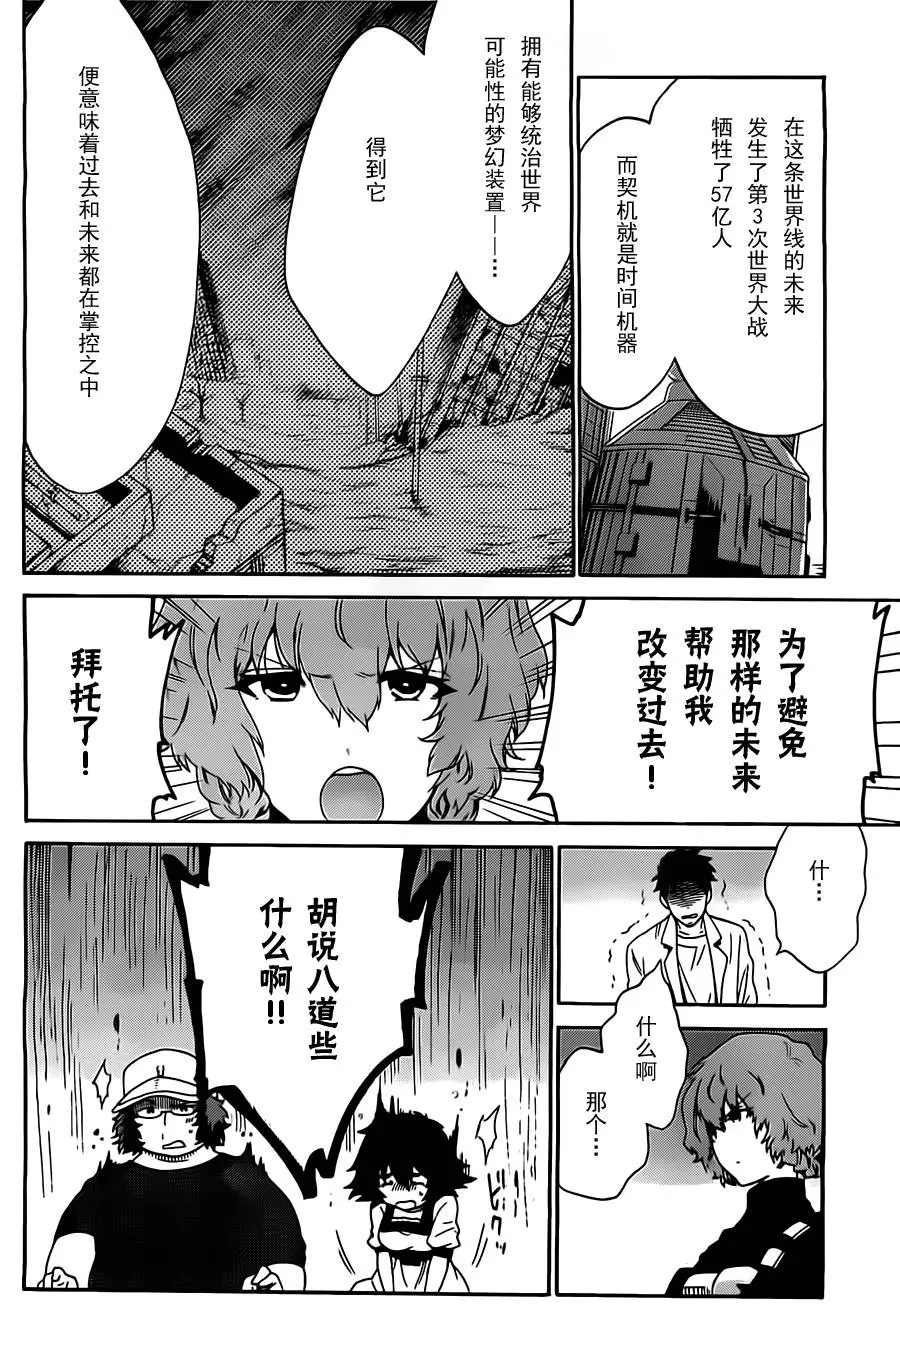 在这条世界线的未来
发生了第3次世界大战
牺牲了57亿人
而契机就是时间机器
拥有能够统治世界
可能性的梦幻装置——…
得到它
便意味着过去和未来都在掌控之中
为了避免
那样的未来
帮助我
改变过去！
拜托了！
什…
什么啊
那个…
胡说八道些
什么啊!!